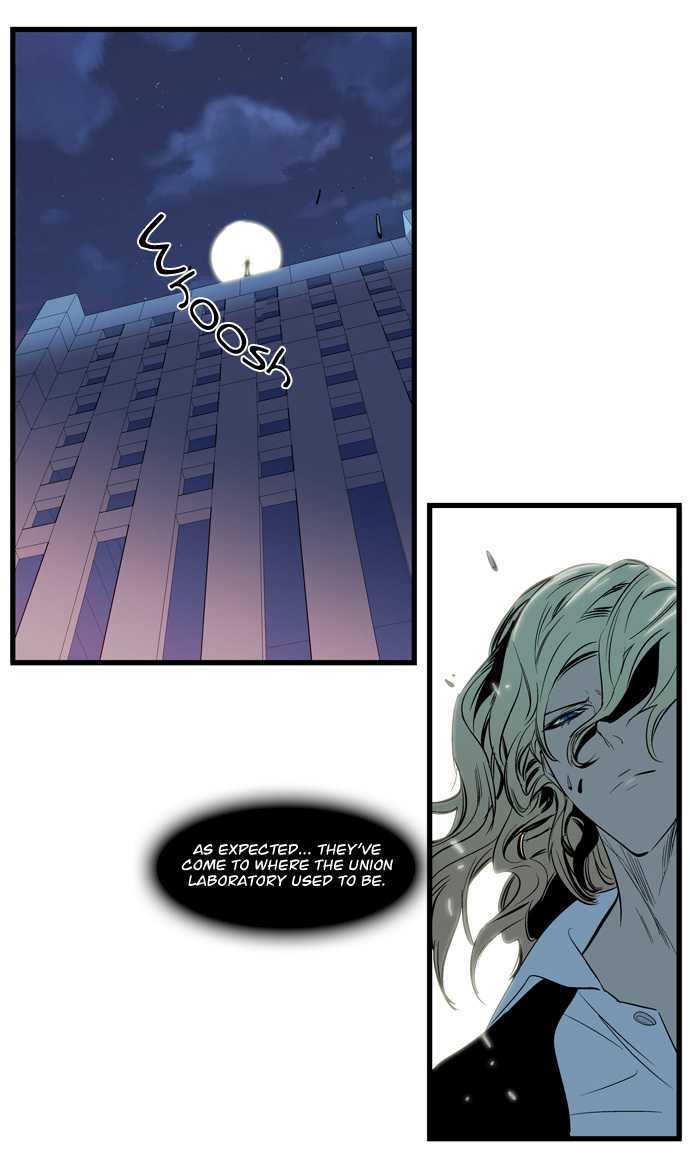 Whoosh
AS EXPECTED... THEY'VE
COME TO WHERE THE UNION
LABORATORY USED TO BE.